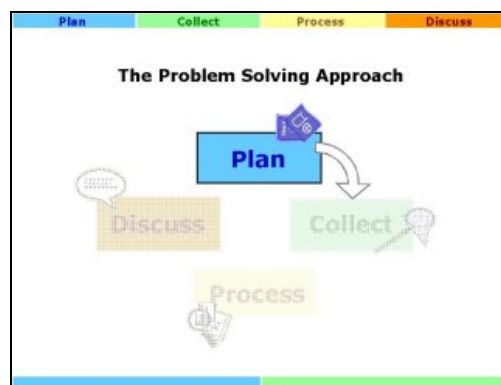 Plan Collect Process Discuss
The Problem Solving Approach
Plan
Discuss Collect
Process